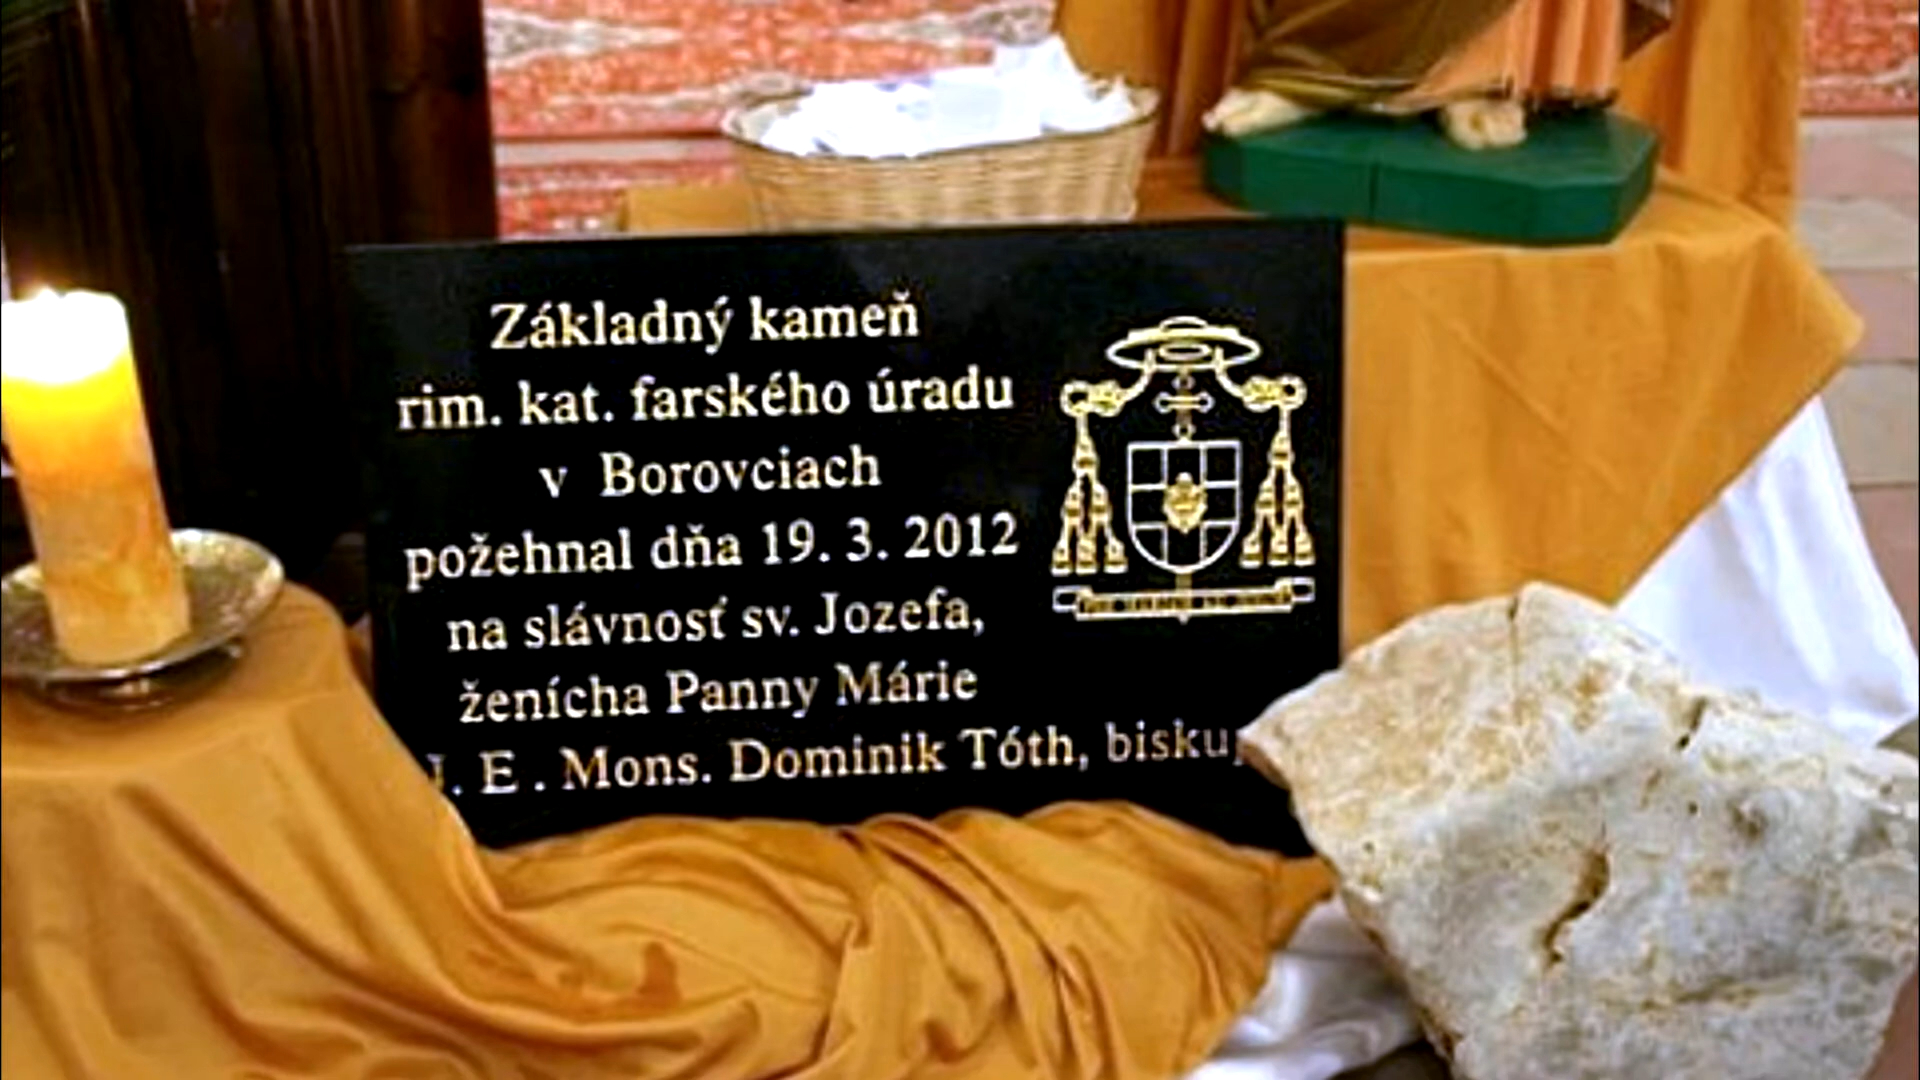 Základný kameň
rim. kat. farského úradu
v Borovciach
požehnal dňa 19. 3. 2012
na slávnosť sv. Jozefa,
ženícha Panny Márie
J. E. Mons. Dominik Tóth,